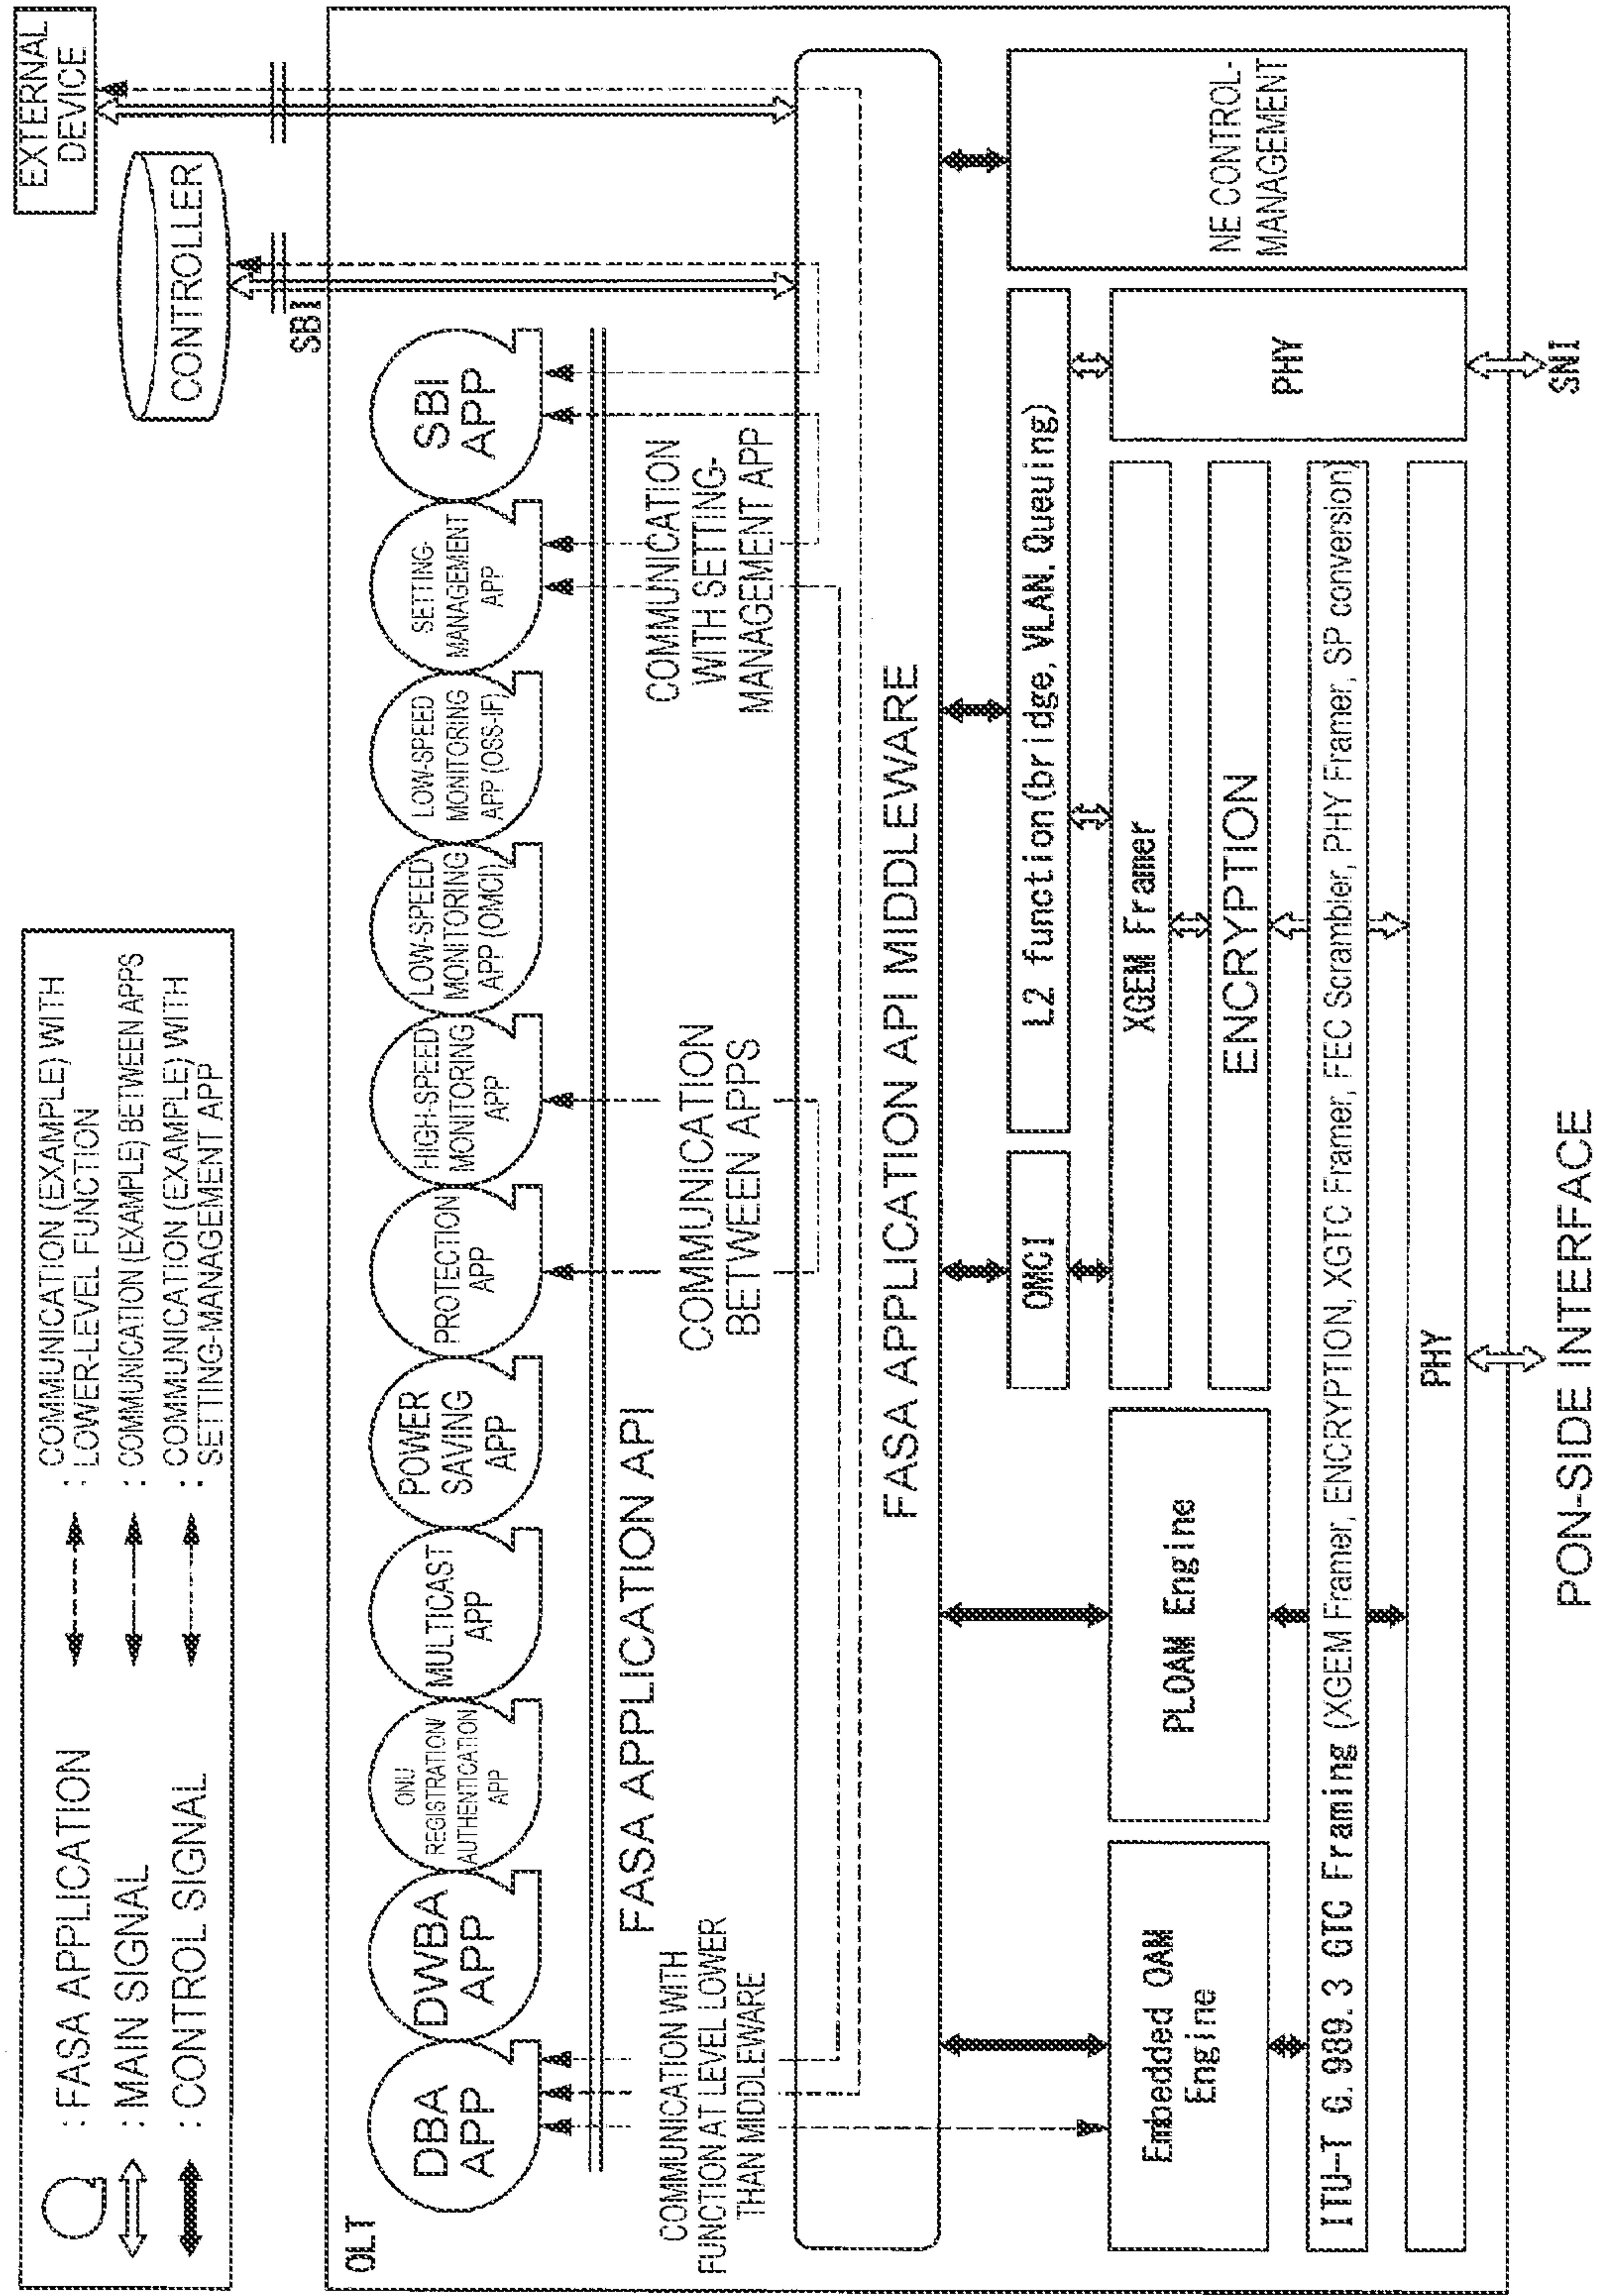 : FASA APPLICATION
: MAIN SIGNAL
: CONTROL SIGNAL
: COMMUNICATION (EXAMPLE) WITH
LOWER-LEVEL FUNCTION
: COMMUNICATION (EXAMPLE) BETWEEN APPS
: COMMUNICATION (EXAMPLE) WITH
SETTING-MANAGEMENT APP
EXTERNAL
DEVICE
CONTROLLER
SBI
OLT
DBA
APP
DWBA
APP
ONU
REGISTRATION/
AUTHENTICATION
APP
MULTICAST
APP
POWER
SAVING
APP
PROTECTION
APP
HIGH-SPEED
MONITORING
APP
LOW-SPEED
MONITORING
APP (OMCI)
LOW-SPEED
MONITORING
APP (OSS-IF)
SETTING-
MANAGEMENT
APP
SBI
APP
FASA APPLICATION API
COMMUNICATION WITH
FUNCTION AT LEVEL LOWER
THAN MIDDLEWARE
COMMUNICATION
BETWEEN APPS
COMMUNICATION
WITH SETTING-
MANAGEMENT APP
FASA APPLICATION API MIDDLEWARE
Embedded OAM
Engine
PLOAM Engine
OMCI
L2 function(bridge, VLAN. Queuing)
XGEM Framer
ENCRYPTION
PHY
NE CONTROL-
MANAGEMENT
ITU-T G.989.3 GTC Framing (XGEM Framer, ENCRYPTION, XGTC Framer, FEC Scrambler, PHY Framer, SP conversion)
PHY
PON-SIDE INTERFACE
SNI